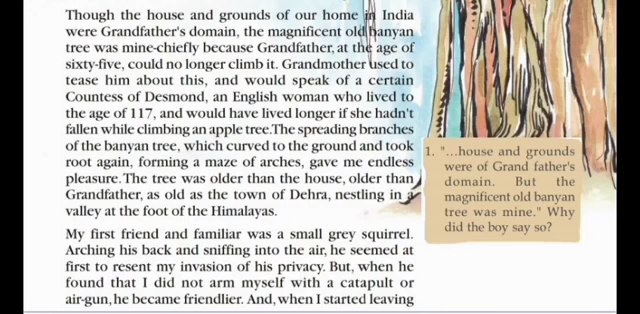 Though the house and grounds of our home in India
were Grandfather's domain, the magnificent old banyan
tree was mine-chiefly because Grandfather, at the age of
sixty-five, could no longer climb it. Grandmother used to
tease him about this, and would speak of a certain
Countess of Desmond, an English woman who lived to
the age of 117, and would have lived longer if she hadn't
fallen while climbing an apple tree.The spreading branches
of the banyan tree, which curved to the ground and took
root again, forming a maze of arches, gave me endless
pleasure.The tree was older than the house, older than
Grandfather, as old as the town of Dehra, nestling in a
valley at the foot of the Himalayas.
My first friend and familiar was a small grey squirrel.
Arching his back and sniffing into the air, he seemed at
first to resent my invasion of his privacy. But, when he
found that I did not arm myself with a catapult or
air-gun, he became friendlier. And, when I started leaving
1. "...house and grounds
were of Grand father's
domain. But the
magnificent old banyan
tree was mine." Why
did the boy say so?